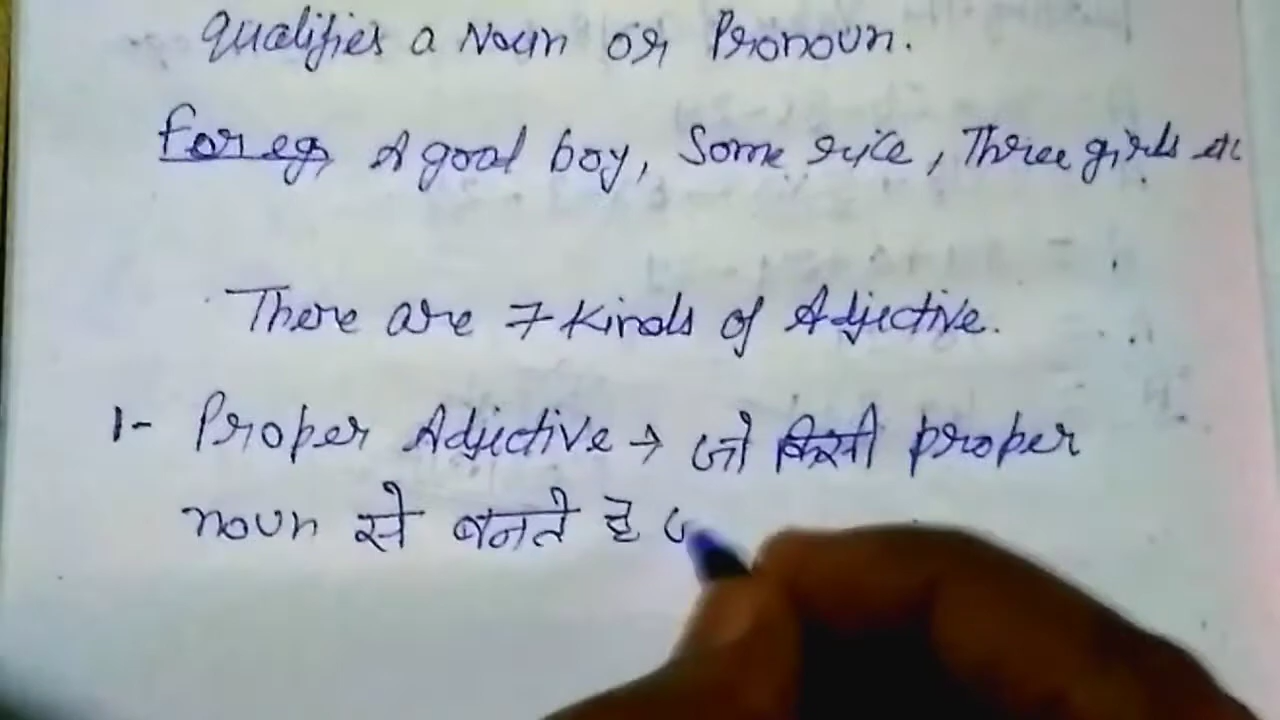 Qualifies a Noun or Pronoun.
For eg, A good boy, Some rice, Three girls etc
There are 7 Kinds of Adjective.
1- Proper Adjective → जो किसी proper
noun से बनते है